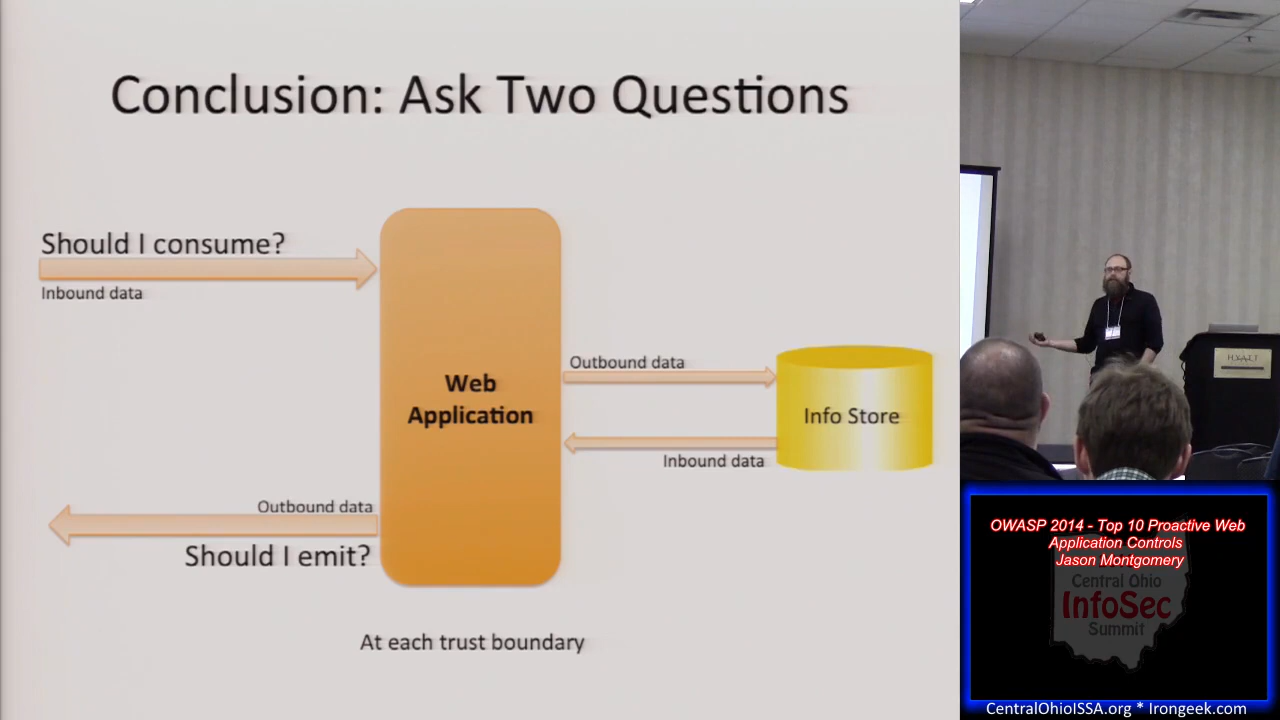 Conclusion: Ask Two Questions
Should I consume?
Inbound data
Web
Application
Outbound data
Info Store
Inbound data
Outbound data
Should I emit?
At each trust boundary
HYATT
OWASP 2014 - Top 10 Proactive Web
Application Controls
Jason Montgomery
Central Ohio
InfoSec
Summit
CentralOhioISSA.org * Irongeek.com